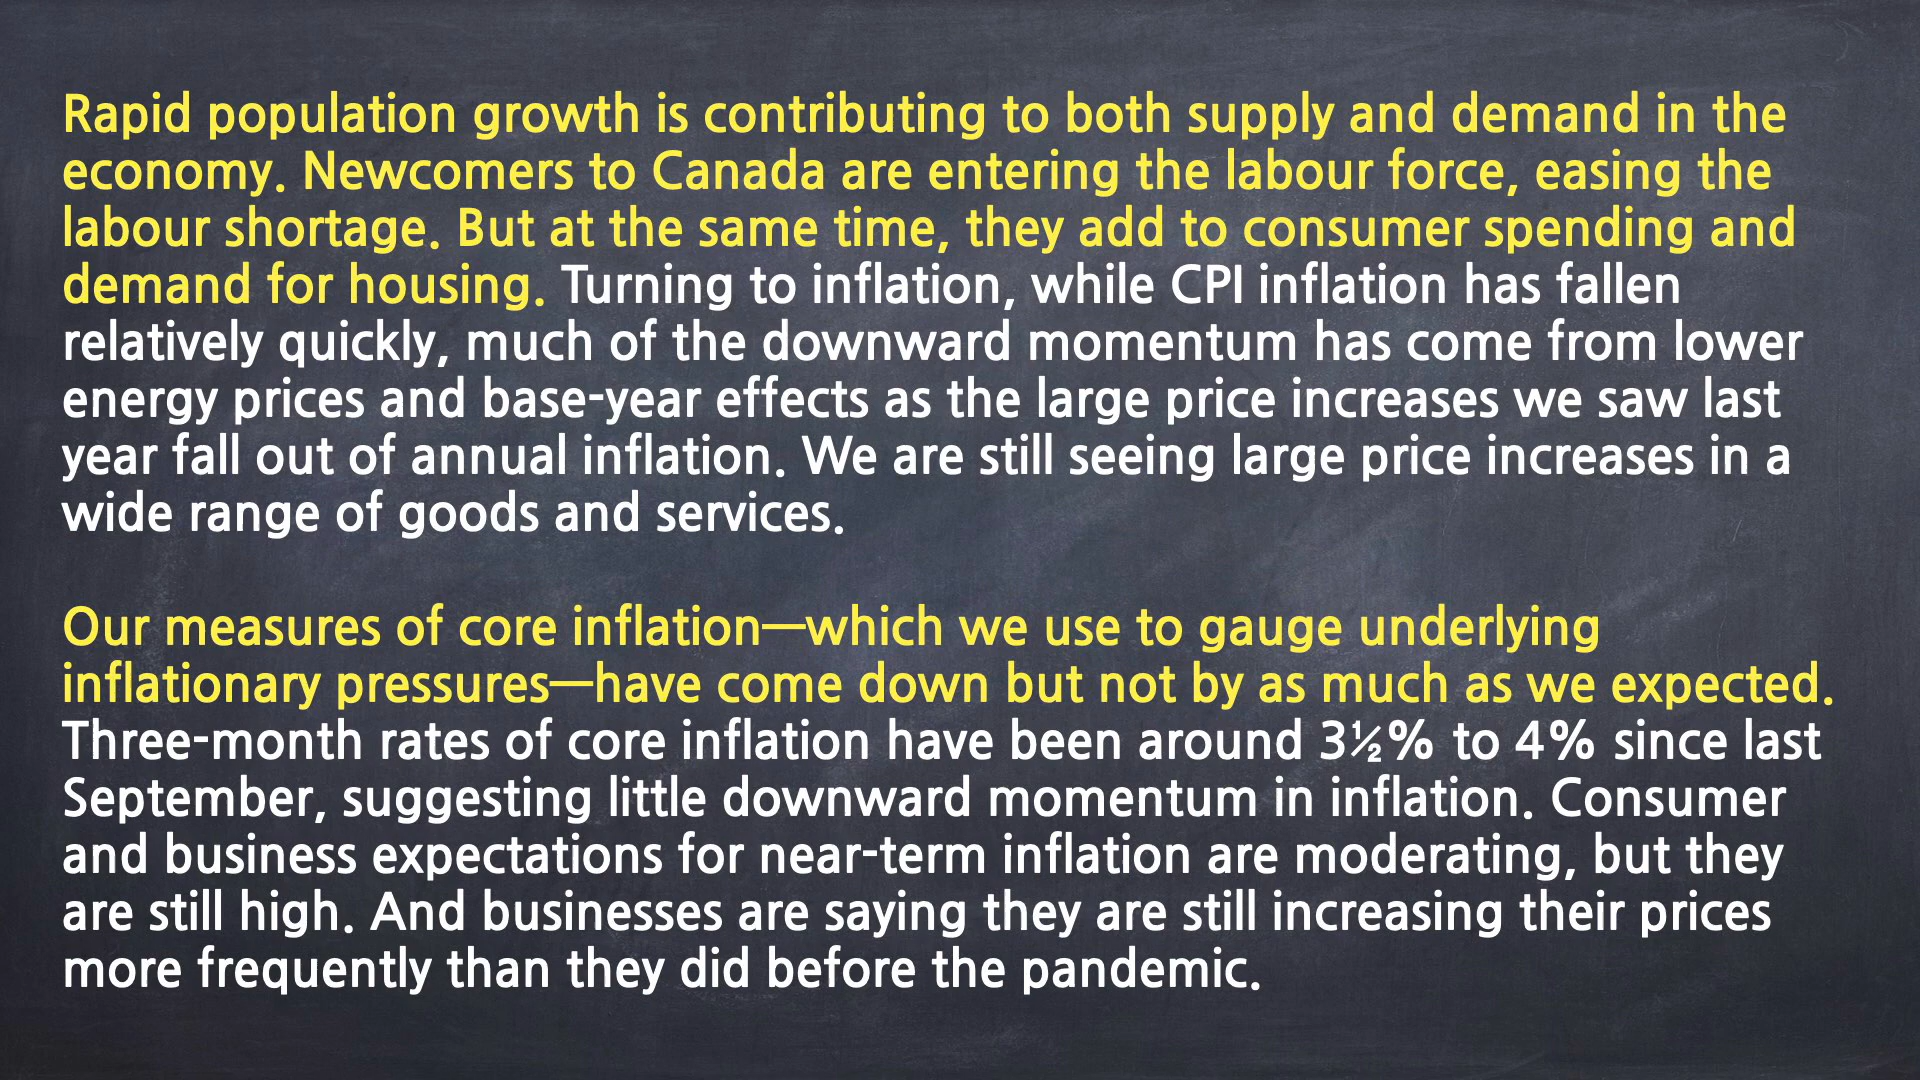 Rapid population growth is contributing to both supply and demand in the
economy. Newcomers to Canada are entering the labour force, easing the
labour shortage. But at the same time, they add to consumer spending and
demand for housing. Turning to inflation, while CPI inflation has fallen
relatively quickly, much of the downward momentum has come from lower
energy prices and base-year effects as the large price increases we saw last
year fall out of annual inflation. We are still seeing large price increases in a
wide range of goods and services.
Our measures of core inflation—which we use to gauge underlying
inflationary pressures—have come down but not by as much as we expected.
Three-month rates of core inflation have been around 3½% to 4% since last
September, suggesting little downward momentum in inflation. Consumer
and business expectations for near-term inflation are moderating, but they
are still high. And businesses are saying they are still increasing their prices
more frequently than they did before the pandemic.